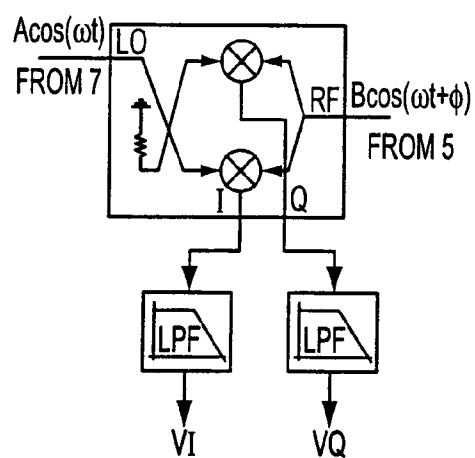 Acos(ωt)
FROM 7
LO
RF
Bcos(ωt+ϕ)
FROM 5
I
Q
LPF
LPF
VI
VQ